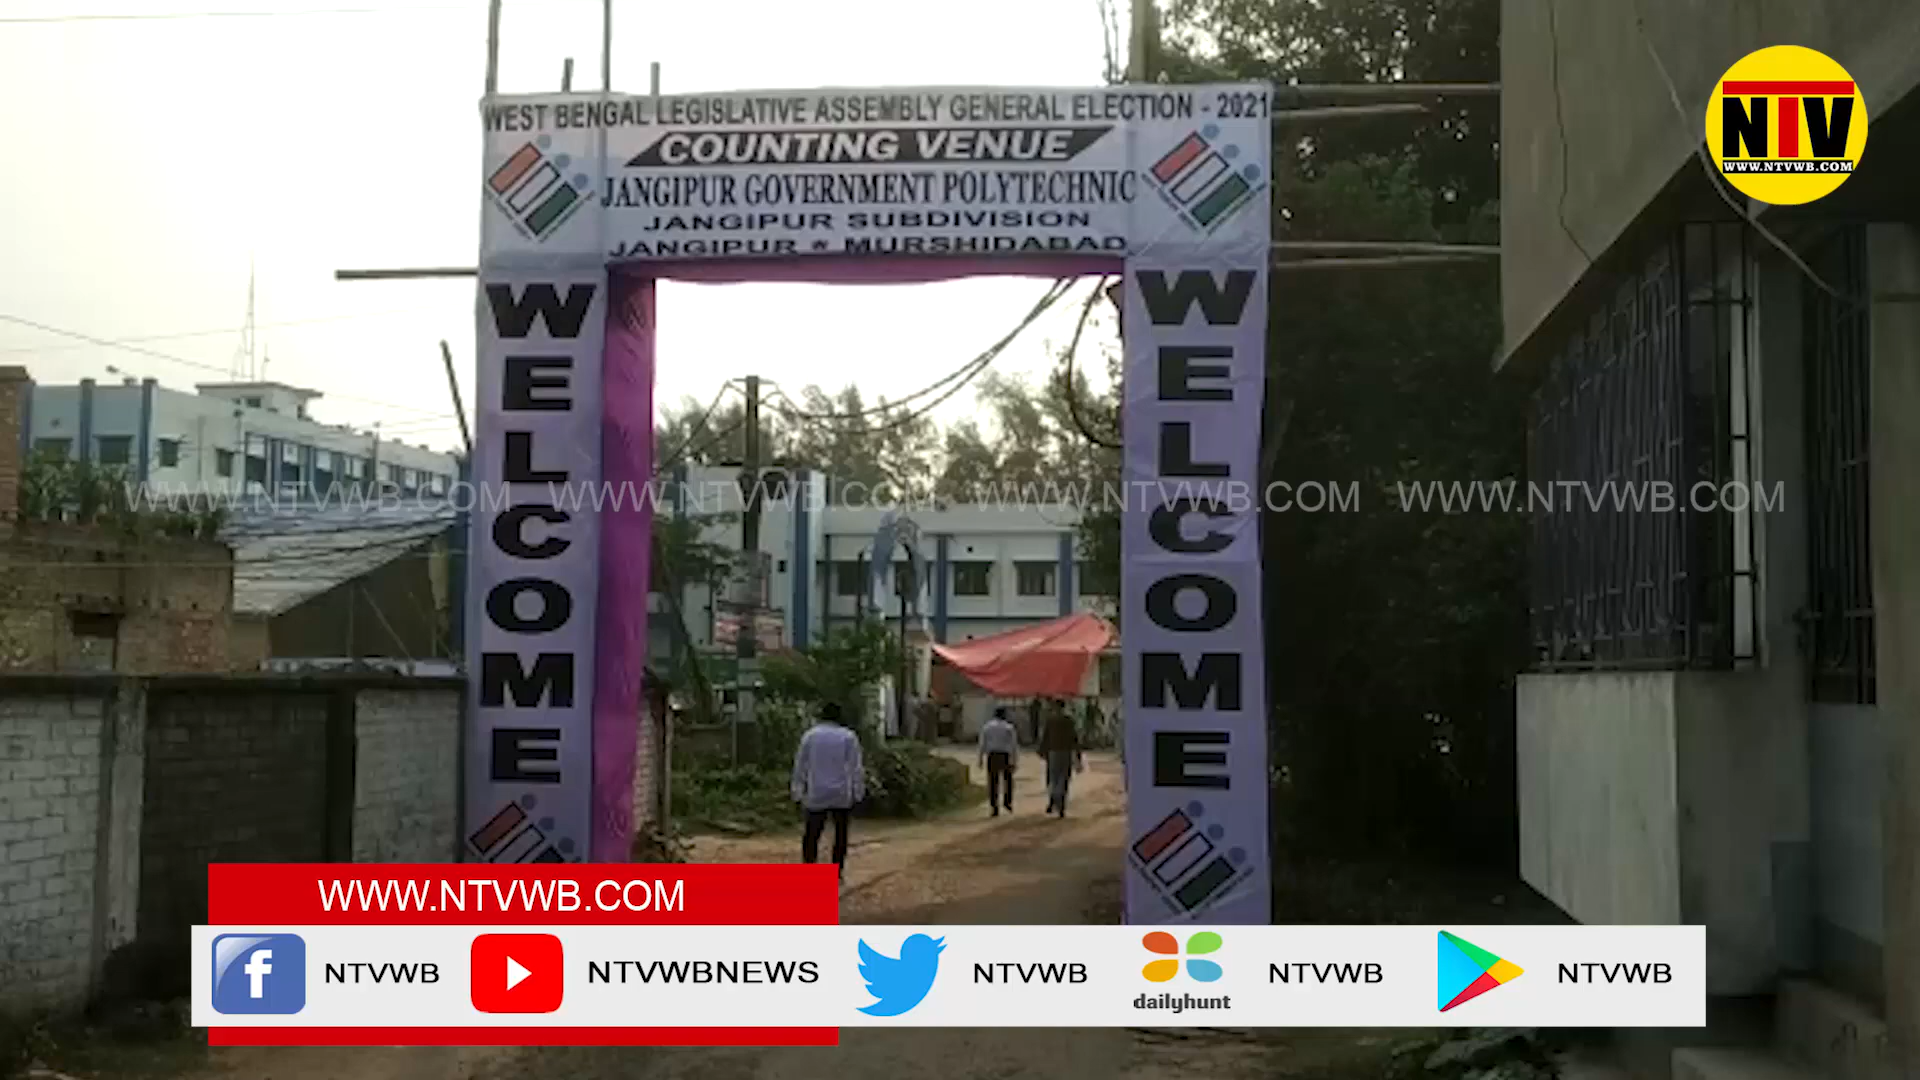 NTV
WWW.NTVWB.COM
WEST BENGAL LEGISLATIVE ASSEMBLY GENERAL ELECTION - 2021
COUNTING VENUE
JANGIPUR GOVERNMENT POLYTECHNIC
JANGIPUR SUBDIVISION
JANGIPUR * MURSHIDABAD
WELCOME
WELCOME
WWW.NTVWB.COM WWW.NTVWB.COM WWW.NTVWB.COM WWW.NTVWB.COM
WWW.NTVWB.COM
f NTVWB NTVWBNEWS NTVWB dailyhunt NTVWB NTVWB